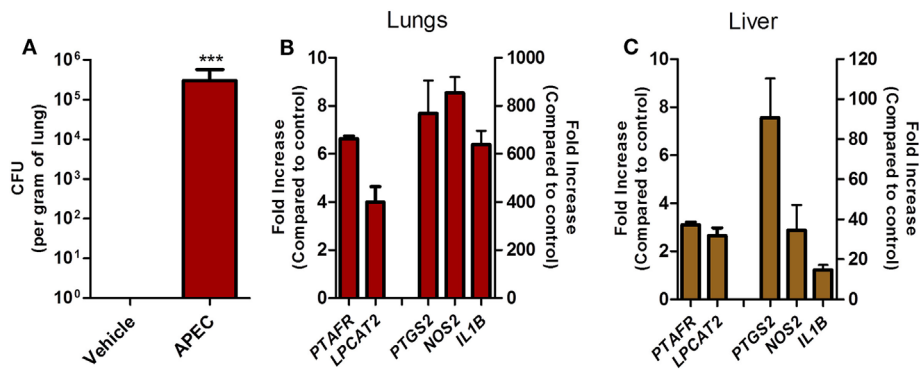 Lungs
Liver
A
CFU
(per gram of lung)
10⁶
10⁵
10⁴
10³
10²
10¹
10⁰
***
Vehicle
APEC
B
Fold Increase
(Compared to control)
10
8
6
4
2
0
PTAFR
LPCAT2
PTGS2
NOS2
IL1B
1000
800
600
400
200
0
Fold Increase
(Compared to control)
C
Fold Increase
(Compared to control)
10
8
6
4
2
0
PTAFR
LPCAT2
PTGS2
NOS2
IL1B
120
100
80
60
40
20
0
Fold Increase
(Compared to control)